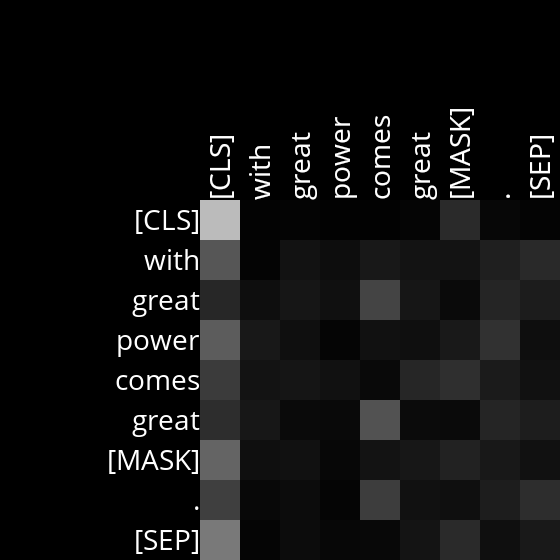 [CLS] with great power comes great [MASK] . [SEP]
[CLS]
with
great
power
comes
great
[MASK]
.
[SEP]